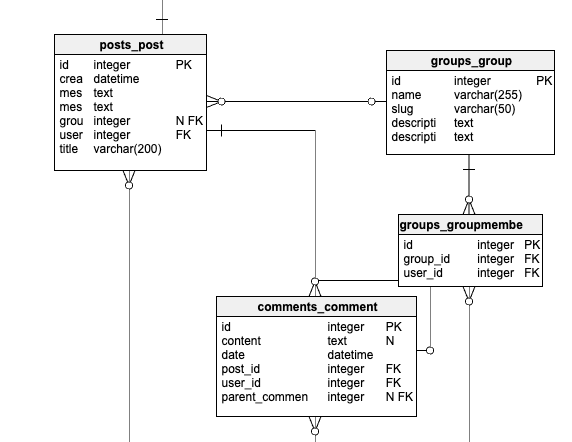 posts_post
id integer PK
crea datetime
mes text
mes text
grou integer N FK
user integer FK
title varchar(200)
groups_group
id integer PK
name varchar(255)
slug varchar(50)
descripti text
descripti text
groups_groupmembe
id integer PK
group_id integer FK
user_id integer FK
comments_comment
id integer PK
content text N
date datetime
post_id integer FK
user_id integer FK
parent_commen integer N FK